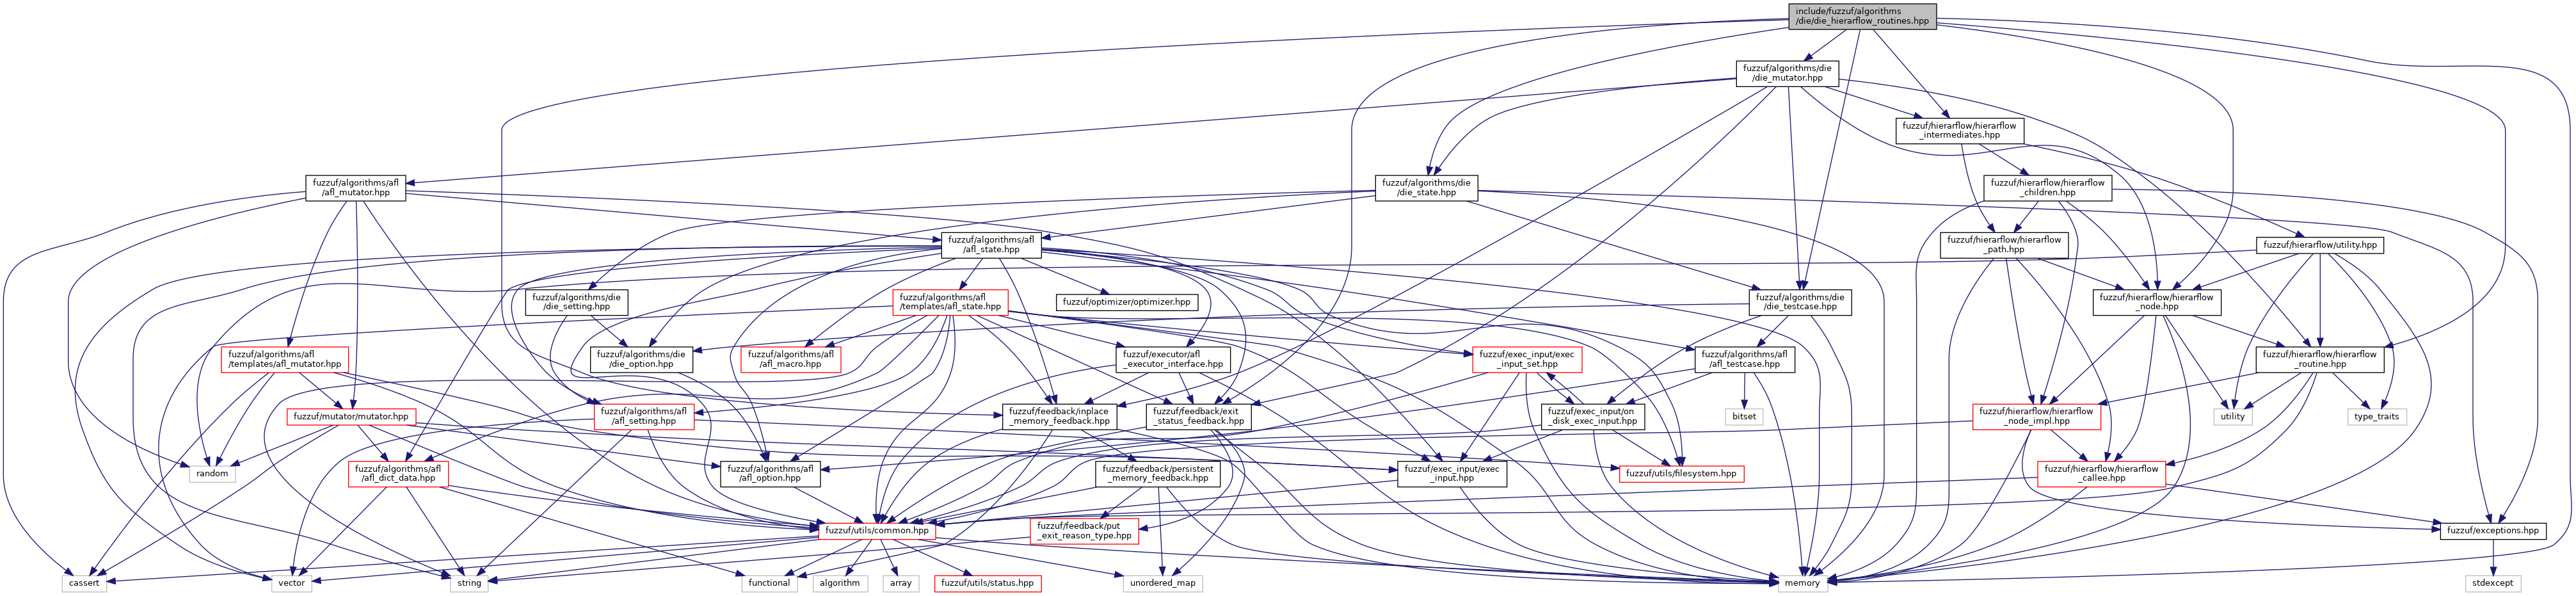 include/fuzzuf/algorithms
/die/die_hierarflow_routines.hpp
fuzzuf/algorithms/die
/die_mutator.hpp
fuzzuf/hierarflow/hierarflow
_intermediates.hpp
fuzzuf/algorithms/afl
/afl_mutator.hpp
fuzzuf/algorithms/die
/die_state.hpp
fuzzuf/hierarflow/hierarflow
_children.hpp
fuzzuf/algorithms/afl
/afl_state.hpp
fuzzuf/hierarflow/hierarflow
_path.hpp
fuzzuf/hierarflow/utility.hpp
fuzzuf/algorithms/die
/die_setting.hpp
fuzzuf/algorithms/afl
/templates/afl_state.hpp
fuzzuf/optimizer/optimizer.hpp
fuzzuf/algorithms/die
/die_testcase.hpp
fuzzuf/hierarflow/hierarflow
_node.hpp
fuzzuf/algorithms/afl
/templates/afl_mutator.hpp
fuzzuf/algorithms/die
/die_option.hpp
fuzzuf/algorithms/afl
/afl_macro.hpp
fuzzuf/executor/afl
_executor_interface.hpp
fuzzuf/exec_input/exec
_input_set.hpp
fuzzuf/algorithms/afl
/afl_testcase.hpp
fuzzuf/hierarflow/hierarflow
_routine.hpp
fuzzuf/mutator/mutator.hpp
fuzzuf/algorithms/afl
/afl_setting.hpp
fuzzuf/feedback/inplace
_memory_feedback.hpp
fuzzuf/feedback/exit
_status_feedback.hpp
fuzzuf/exec_input/on
_disk_exec_input.hpp
bitset
fuzzuf/hierarflow/hierarflow
_node_impl.hpp
utility
type_traits
random
fuzzuf/algorithms/afl
/afl_dict_data.hpp
fuzzuf/algorithms/afl
/afl_option.hpp
fuzzuf/feedback/persistent
_memory_feedback.hpp
fuzzuf/exec_input/exec
_input.hpp
fuzzuf/utils/filesystem.hpp
fuzzuf/hierarflow/hierarflow
_callee.hpp
fuzzuf/utils/common.hpp
fuzzuf/feedback/put
_exit_reason_type.hpp
fuzzuf/exceptions.hpp
cassert
vector
string
functional
algorithm
array
fuzzuf/utils/status.hpp
unordered_map
memory
stdexcept